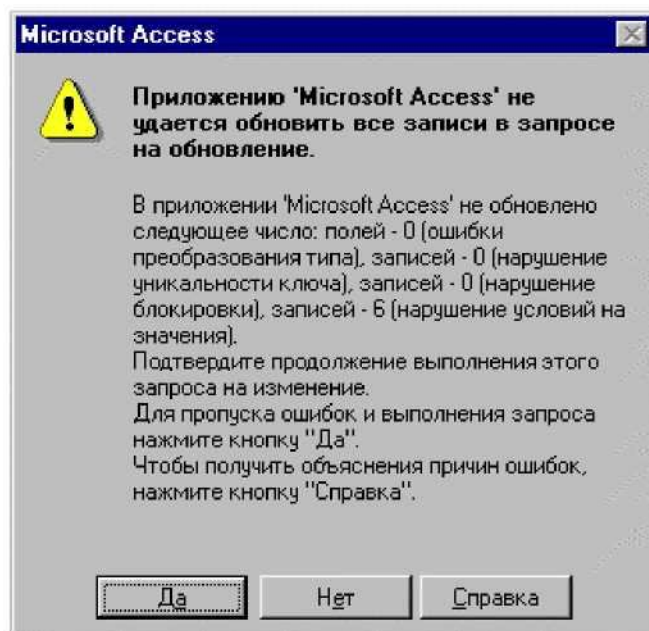 Microsoft Access
Приложению 'Microsoft Access' не
удается обновить все записи в запросе
на обновление.
В приложении 'Microsoft Access' не обновлено
следующее число: полей - 0 (ошибки
преобразования типа), записей - 0 (нарушение
уникальности ключа), записей - 0 (нарушение
блокировки), записей - 6 (нарушение условий на
значения).
Подтвердите продолжение выполнения этого
запроса на изменение.
Для пропуска ошибок и выполнения запроса
нажмите кнопку "Да".
Чтобы получить объяснения причин ошибок,
нажмите кнопку "Справка".
Да Нет Справка